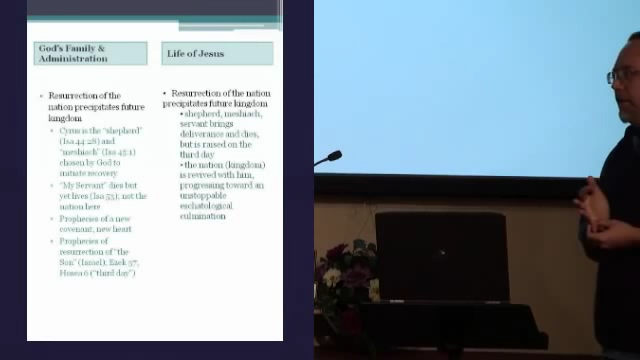 God's Family &
Administration
Life of Jesus
• Resurrection of the
nation precipitates future
kingdom
• Cyrus is the "shepherd"
(Isa 44:28) and
"meshiach" (Isa 45:1)
chosen by God to
initiate recovery
• "My Servant" dies but
yet lives (Isa 53); not the
nation here
• Prophecies of a new
covenant, new heart
• Prophecies of
resurrection of "the
Son" (Israel); Ezek 37;
Hosea 6 ("third day")
• Resurrection of the nation
precipitates future kingdom
• shepherd, meshiach,
servant brings
deliverance and dies,
but is raised on the
third day
• the nation (kingdom)
is revived with him,
progressing toward an
unstoppable
eschatological
culmination